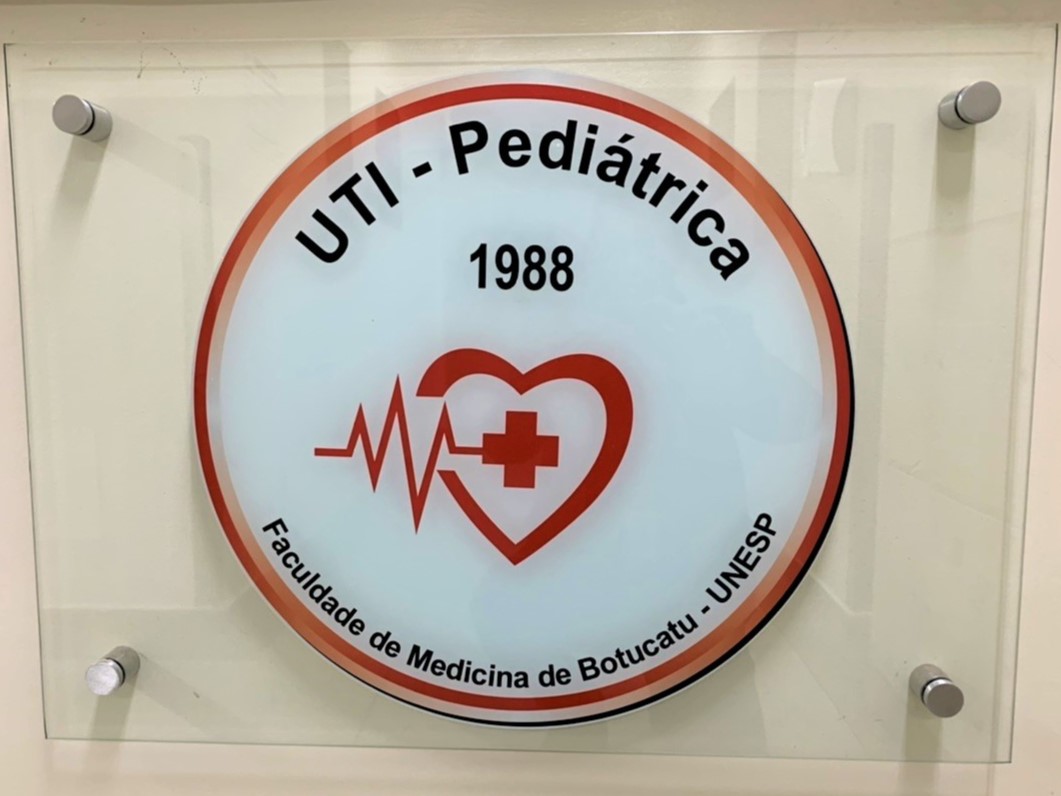 UTI - Pediátrica
1988
Faculdade de Medicina de Botucatu - UNESP